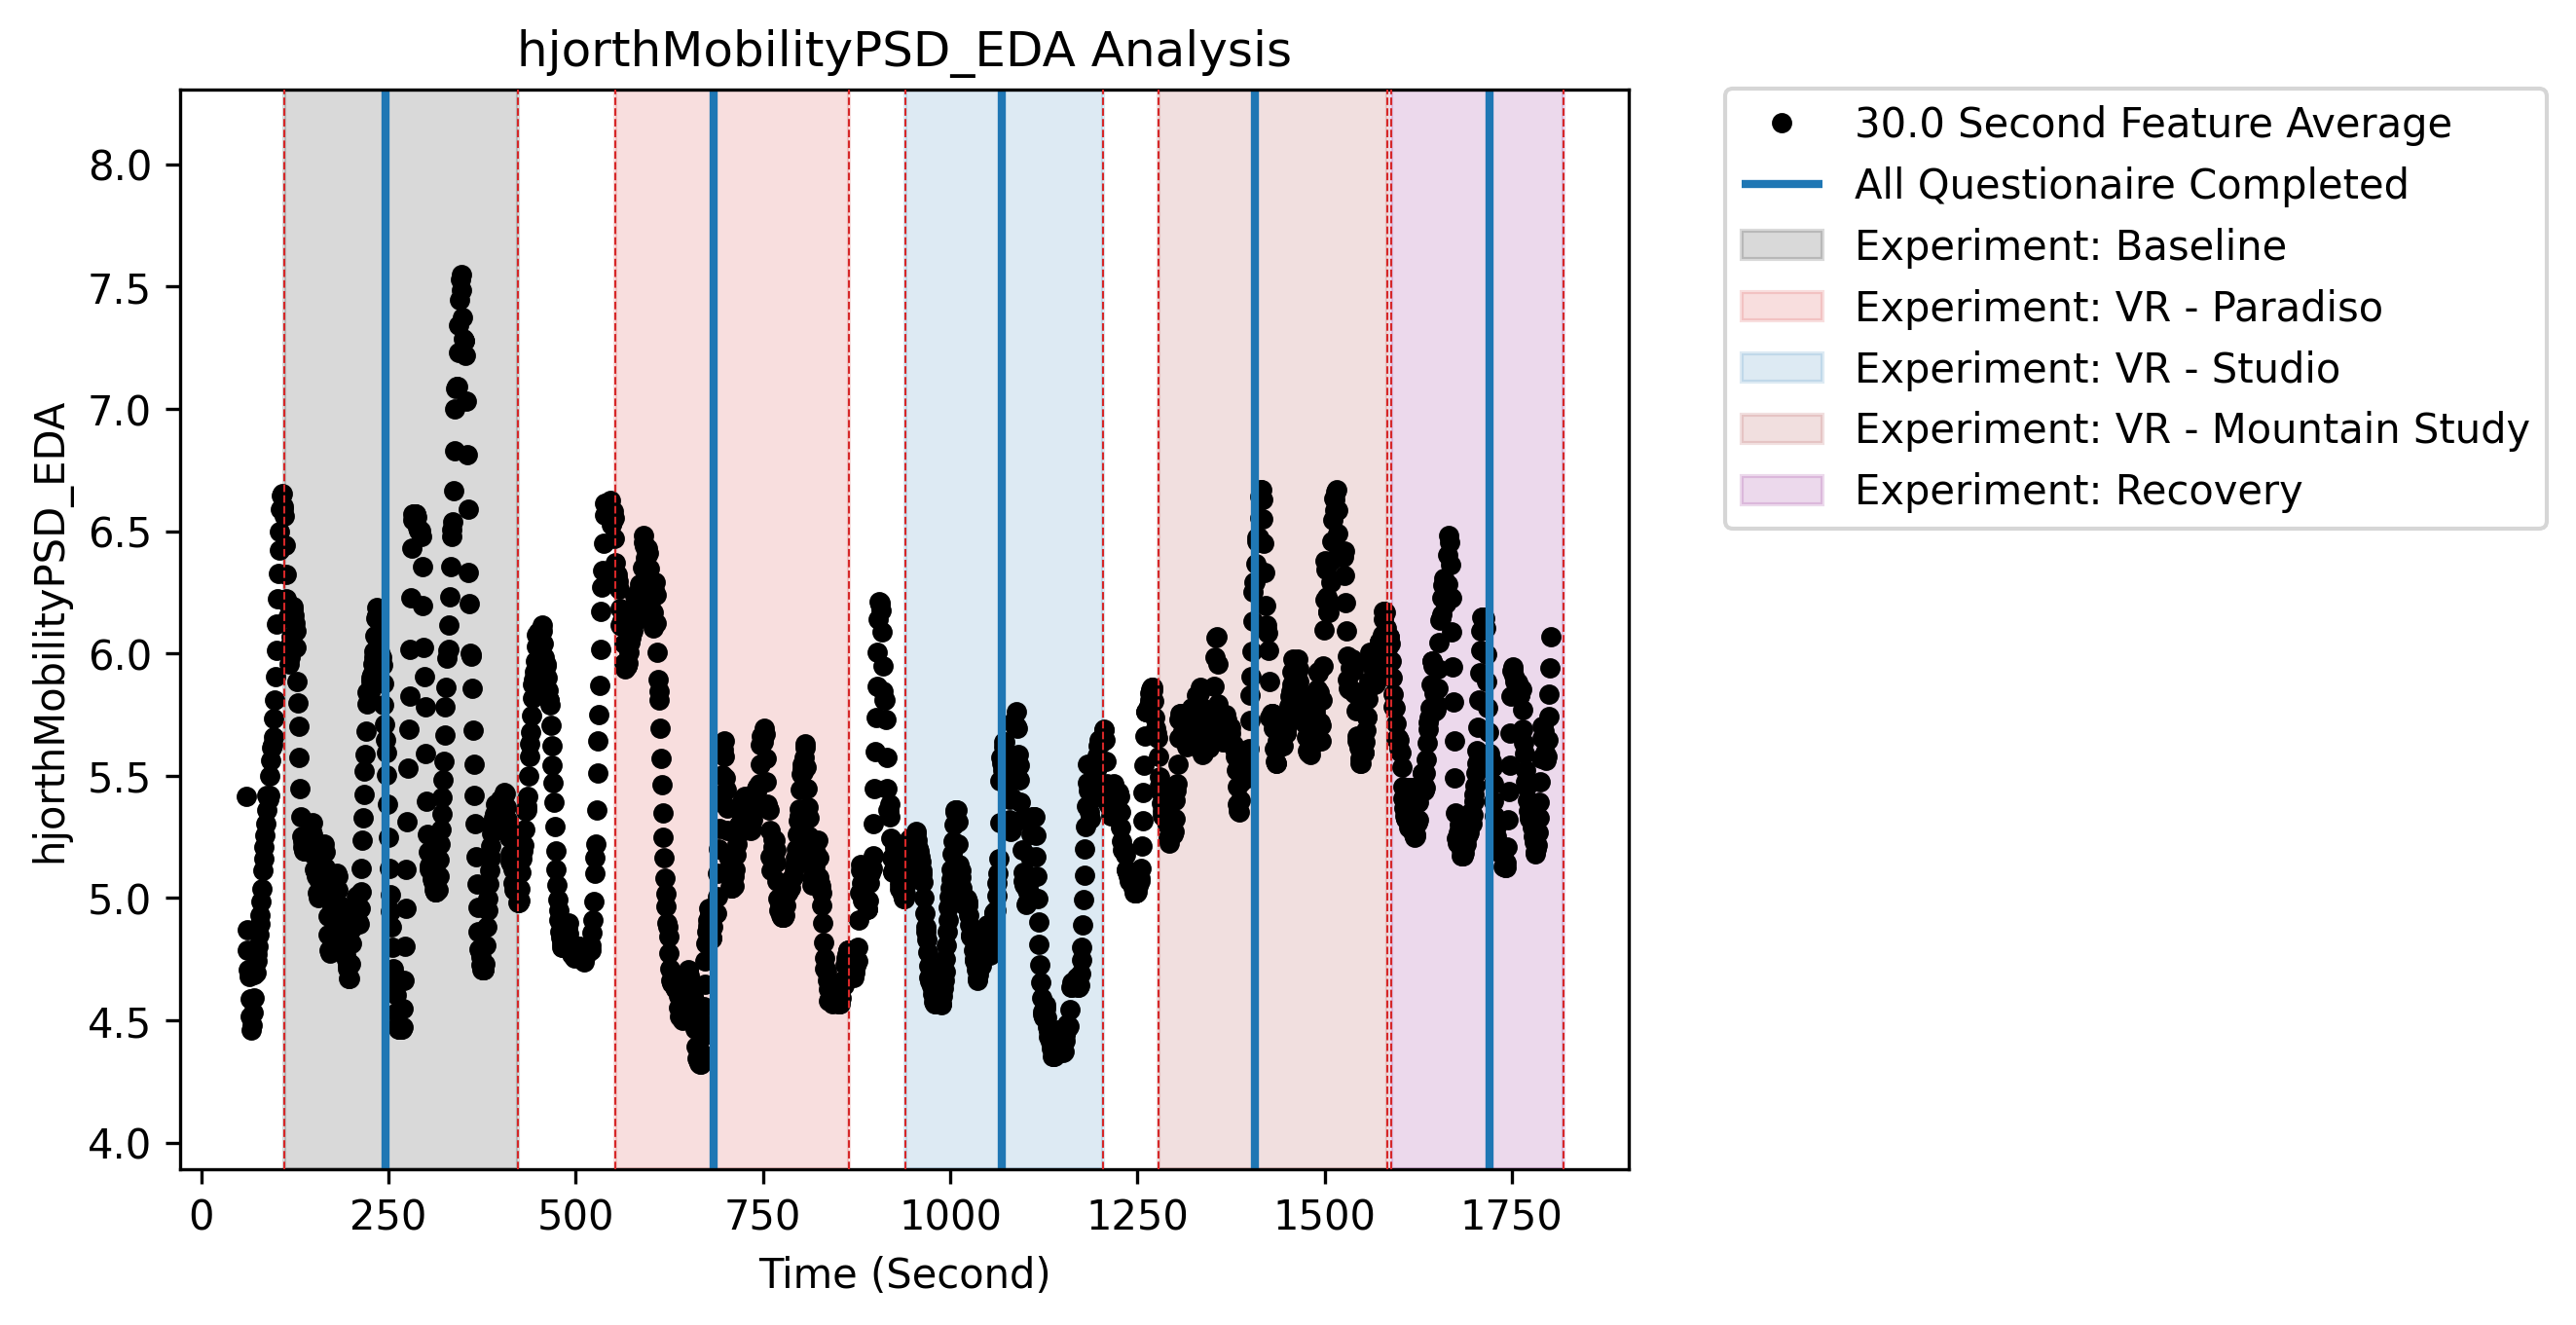 hjorthMobilityPSD_EDA Analysis
hjorthMobilityPSD_EDA
8.0
7.5
7.0
6.5
6.0
5.5
5.0
4.5
4.0
0 250 500 750 1000 1250 1500 1750
Time (Second)
30.0 Second Feature Average
All Questionaire Completed
Experiment: Baseline
Experiment: VR - Paradiso
Experiment: VR - Studio
Experiment: VR - Mountain Study
Experiment: Recovery